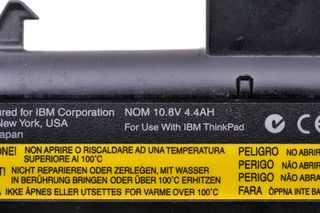 ured for IBM Corporation NOM 10.8V 4.4AH
New York, USA For Use With IBM ThinkPad
apan
ONE! NON APRIRE O RISCALDARE AD UNA TEMPERATURA SUPERIORE AI 100°C
T! NICHT REPARIEREN ODER ZERLEGEN, MIT WASSER IN BERÜHRUNG BRINGEN ODER ÜBER 100°C ERHITZEN
IKKE ÅPNES ELLER UTSETTES FOR VARME OVER 100°C
PELIGRO NO ABRIR
PERIGO NÃO ABRA
PERIGO NÃO ABRIR
FARA ÖPPNA INTE BA